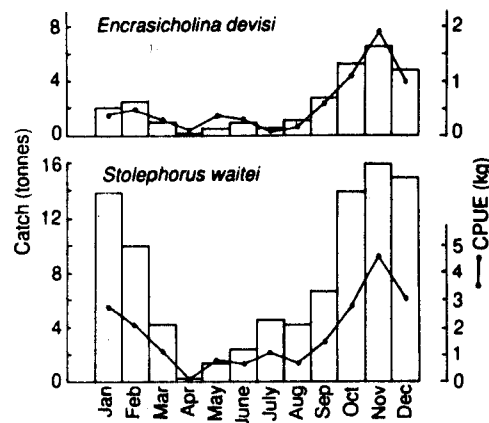 Encrasicholina devisi
8
4
0
2
1
0
Stolephorus waitei
16
12
8
4
0
5
4
3
2
1
0
Catch (tonnes)
CPUE (kg)
Jan
Feb
Mar
Apr
May
June
July
Aug
Sep
Oct
Nov
Dec